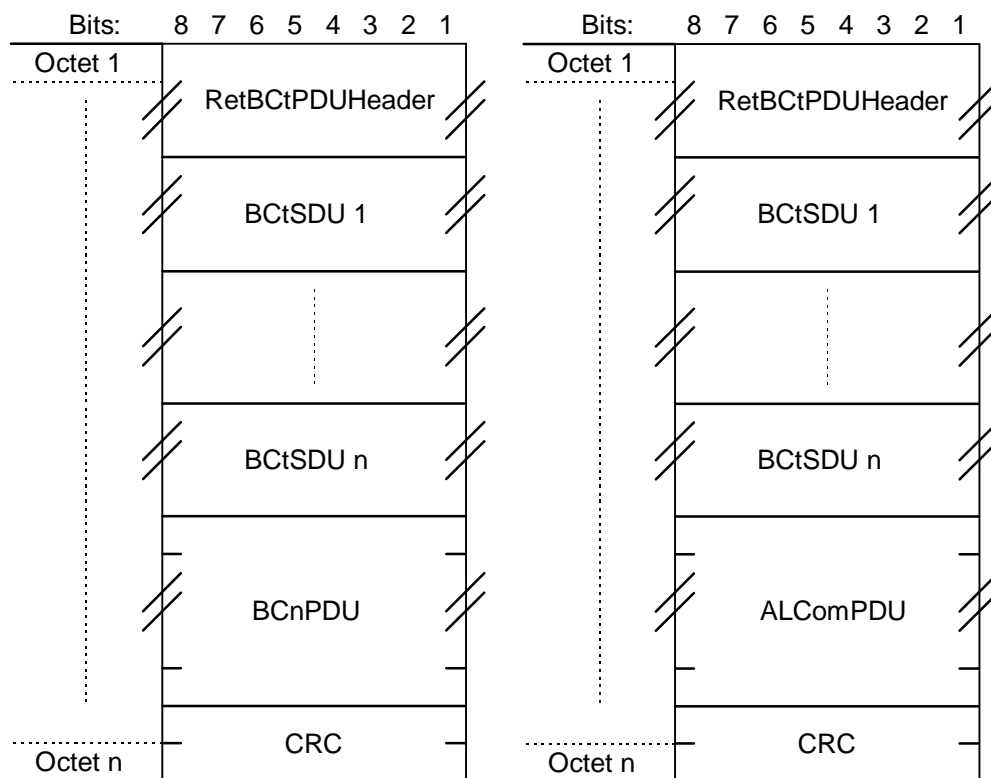 Bits: 8 7 6 5 4 3 2 1
Octet 1
RetBCtPDUHeader
BCtSDU 1
BCtSDU n
BCnPDU
CRC
Octet n
Bits: 8 7 6 5 4 3 2 1
Octet 1
RetBCtPDUHeader
BCtSDU 1
BCtSDU n
ALComPDU
CRC
Octet n